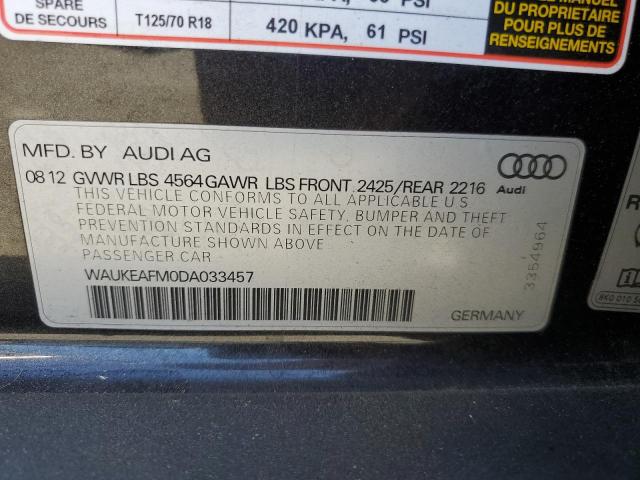 SPARE
DE SECOURS
T125/70 R18
PSI
420 KPA, 61 PSI
DU PROPRIETAIRE
POUR PLUS DE
RENSEIGNEMENTS
MFD. BY AUDI AG
08 12 GVWR LBS 4564 GAWR LBS FRONT 2425/REAR 2216
THIS VEHICLE CONFORMS TO ALL APPLICABLE U S
FEDERAL MOTOR VEHICLE SAFETY, BUMPER AND THEFT
PREVENTION STANDARDS IN EFFECT ON THE DATE OF
MANUFACTURE SHOWN ABOVE
PASSENGER CAR
WAUKEAFM0DA033457
GERMANY
Audi
3354964